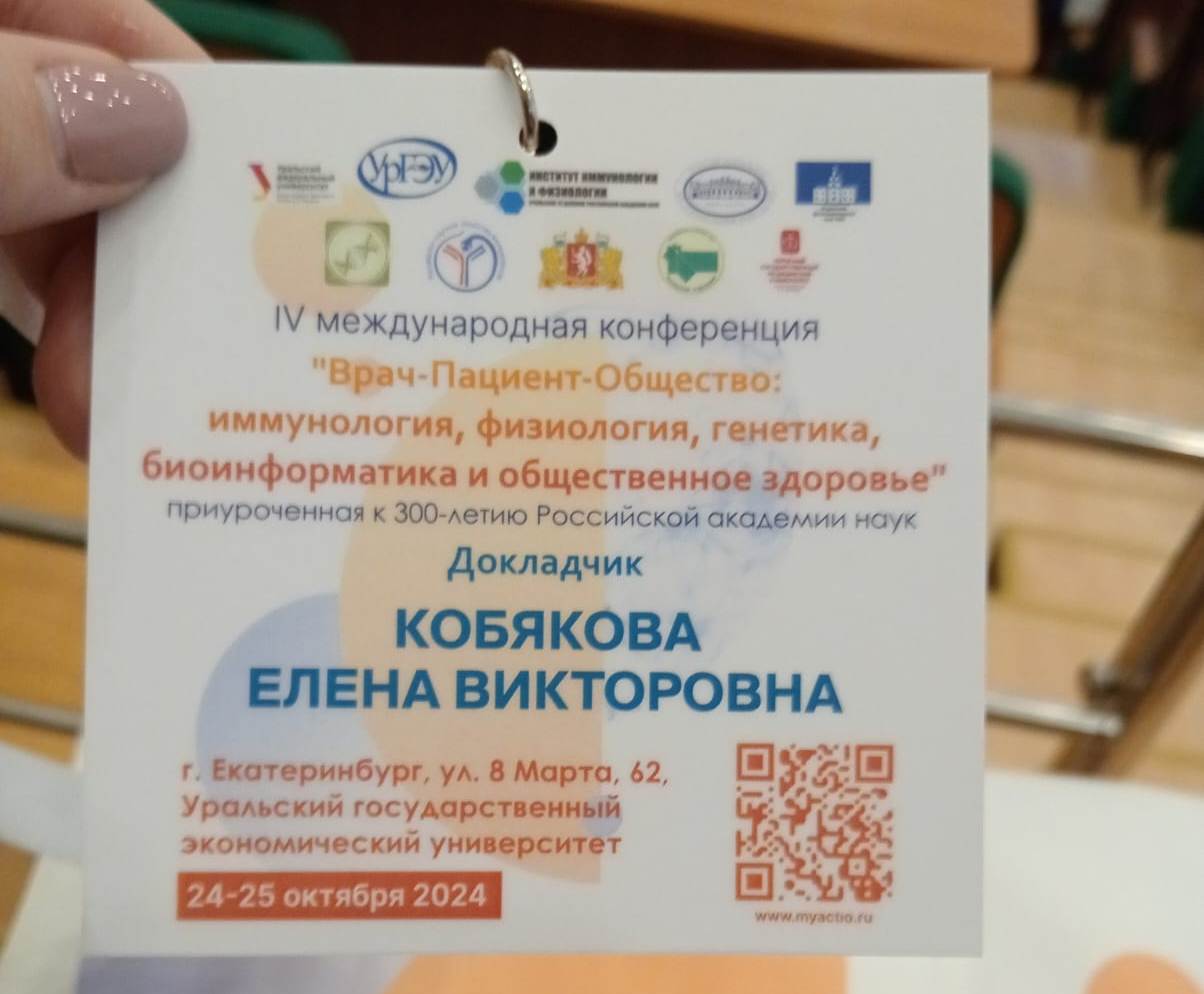 УрГЭУ
ИНСТИТУТ ИММУНОЛОГИИ
И ФИЗИОЛОГИИ
IV международная конференция
"Врач-Пациент-Общество:
иммунология, физиология, генетика,
биоинформатика и общественное здоровье"
приуроченная к 300-летию Российской академии наук
Докладчик
КОБЯКОВА
ЕЛЕНА ВИКТОРОВНА
г. Екатеринбург, ул. 8 Марта, 62,
Уральский государственный
экономический университет
24-25 октября 2024
www.myactio.ru